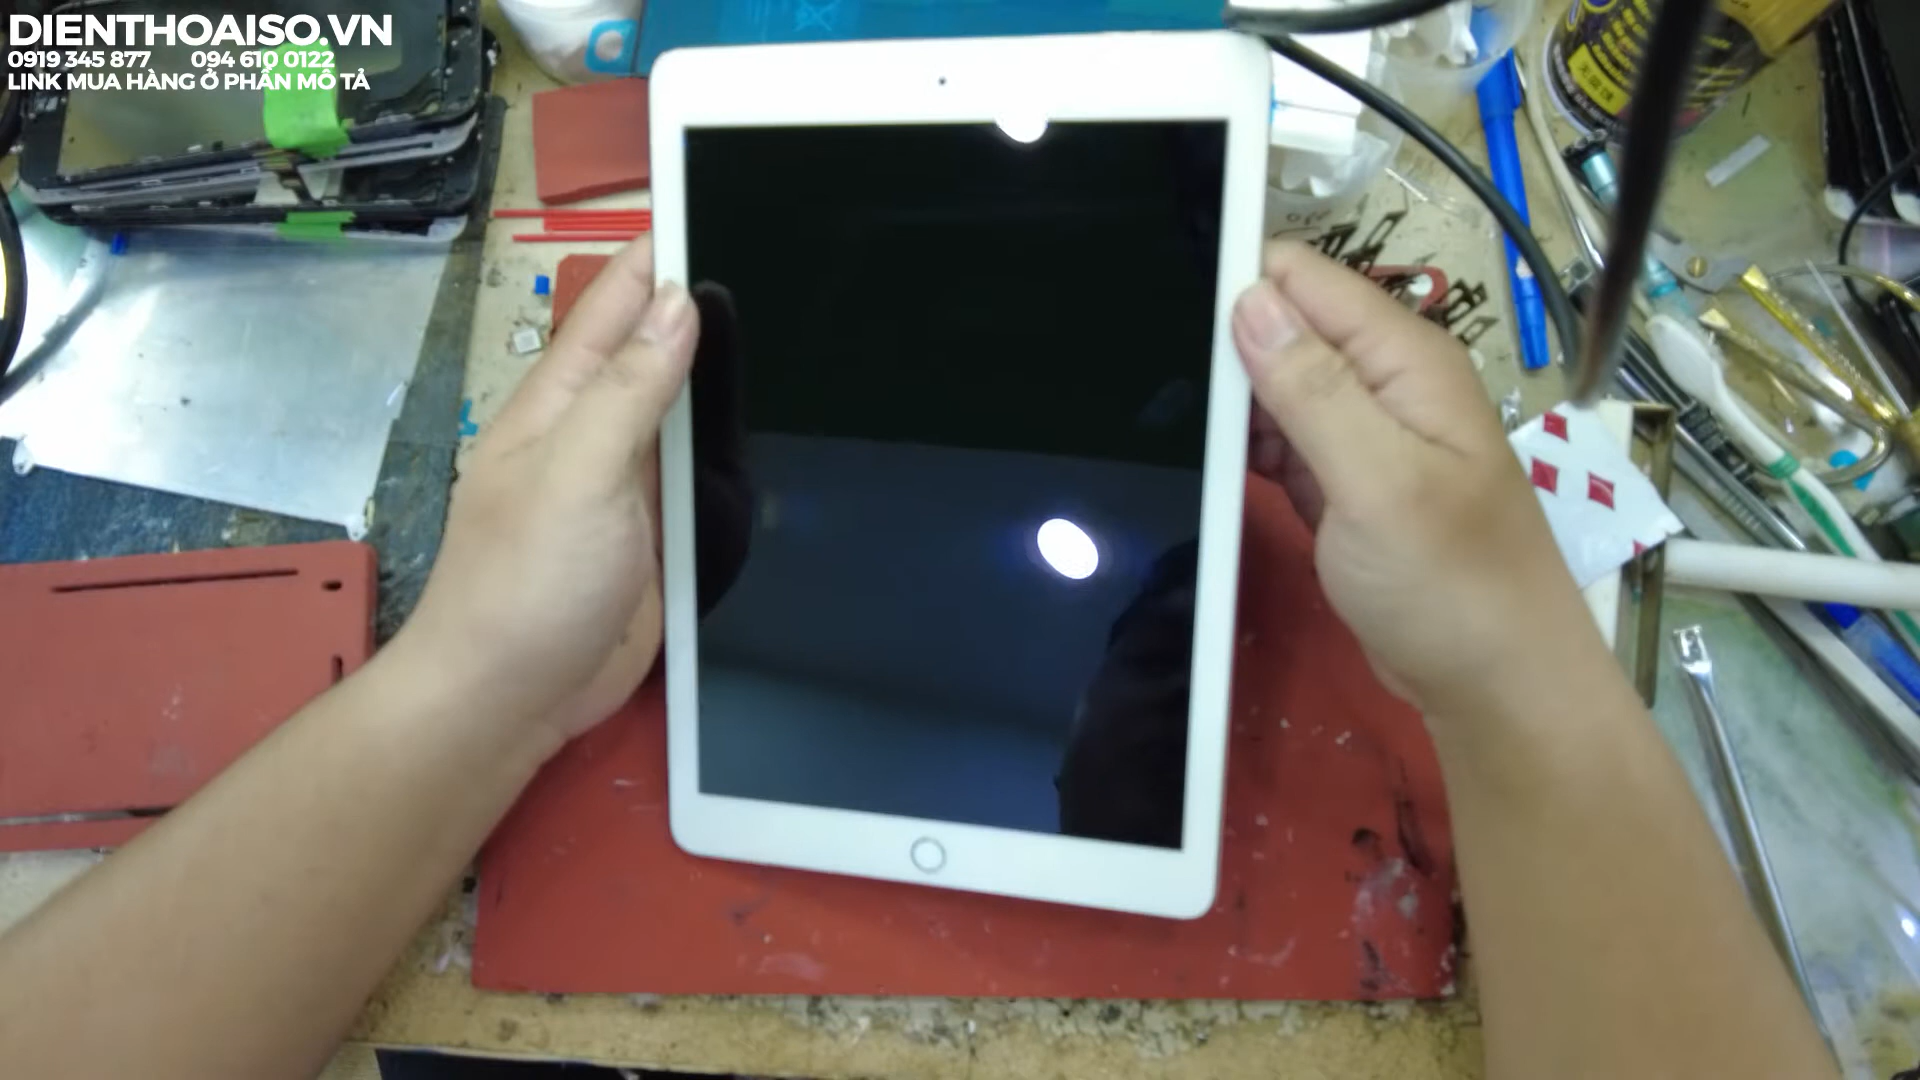 DIENTHOAISO.VN
0919 345 877 094 610 0122
LINK MUA HÀNG Ở PHẦN MÔ TẢ